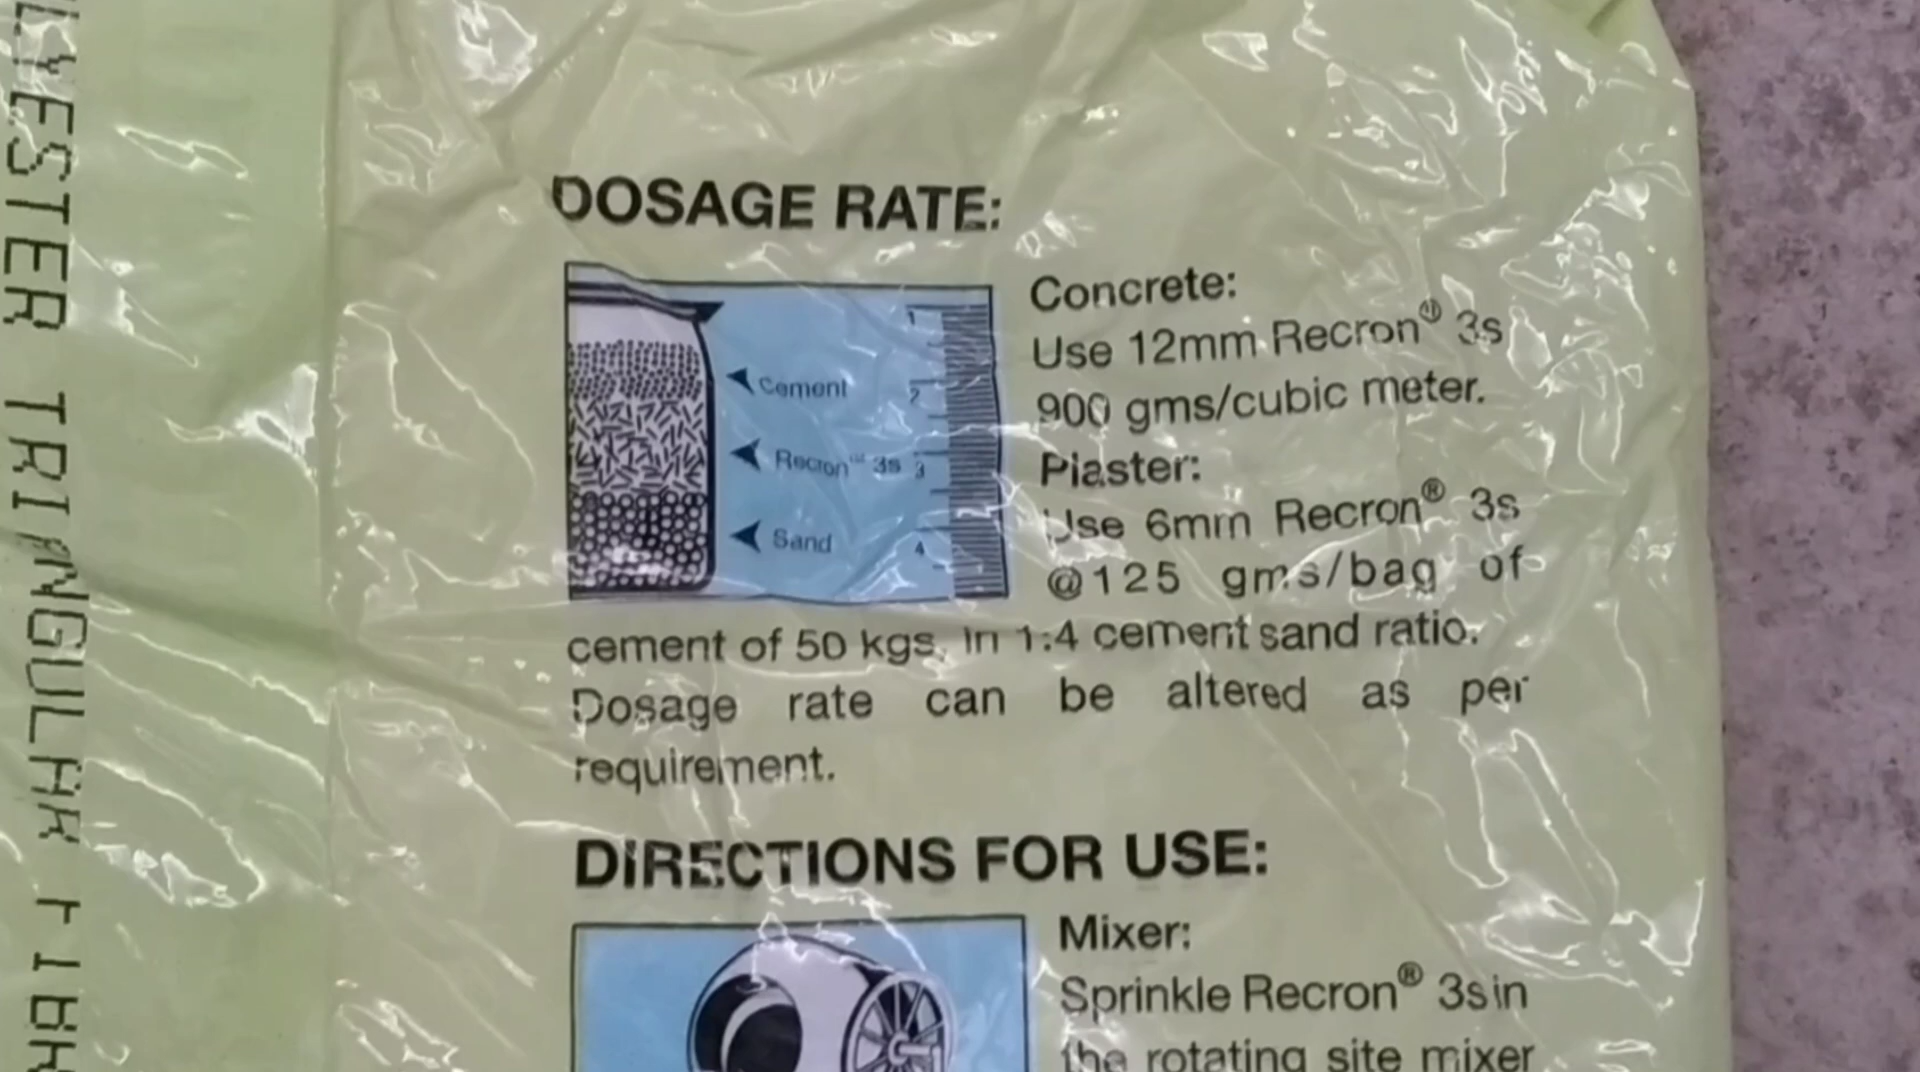 DOSAGE RATE:
Cement
Recron™ 3s
Sand
1
2
3
4
Concrete:
Use 12mm Recron® 3s
900 gms/cubic meter.
Plaster:
Use 6mm Recron® 3s
@125 gms/bag of
cement of 50 kgs. In 1:4 cement sand ratio.
Dosage rate can be altered as per
requirement.
DIRECTIONS FOR USE:
Mixer:
Sprinkle Recron® 3s in
the rotating site mixer
LYESTER TRIANGULAR FIBR